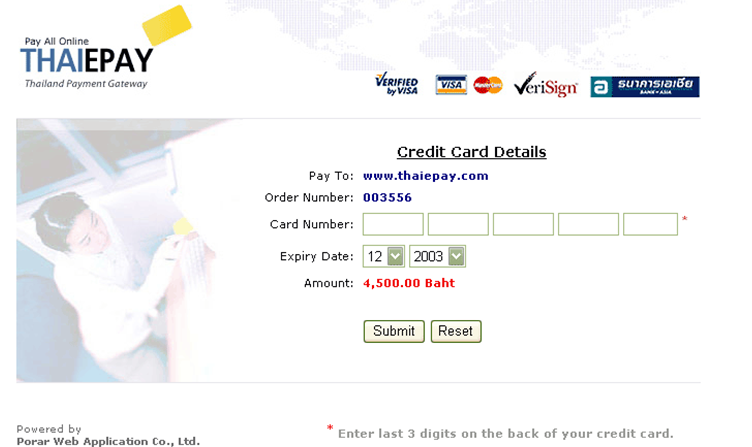 Pay All Online
THAIEPAY
Thailand Payment Gateway
VERIFIED by VISA VISA MasterCard VeriSign ธนาคารเอเชีย
BANK • ASIA
Credit Card Details
Pay To: www.thaiepay.com
Order Number: 003556
Card Number: *
Expiry Date: 12 2003
Amount: 4,500.00 Baht
Submit Reset
Powered by
Porar Web Application Co., Ltd.
* Enter last 3 digits on the back of your credit card.